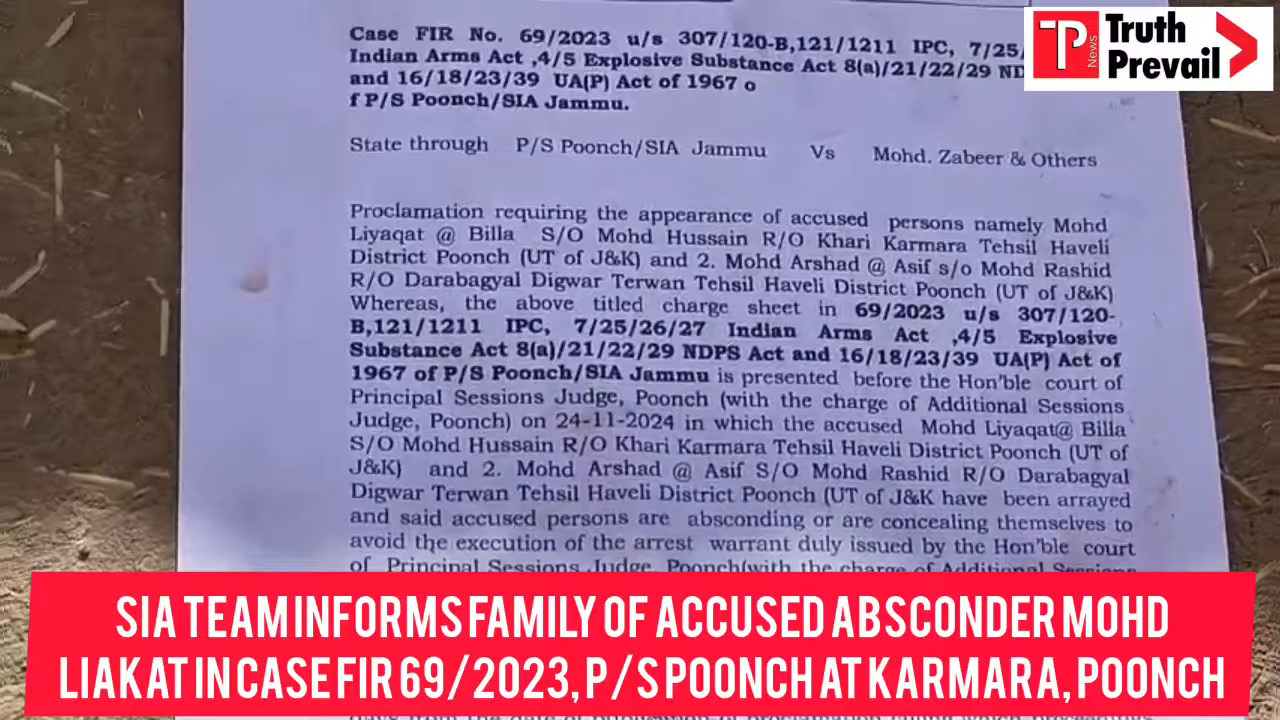 Case FIR No. 69/2023 u/s 307/120-B,121/1211 IPC, 7/25/
Indian Arms Act ,4/5 Explosive Substance Act 8(a)/21/22/29
and 16/18/23/39 UA(P) Act of 1967 o
f P/S Poonch/SIA Jammu.
TP News Truth Prevail
State through P/S Poonch/SIA Jammu Vs Mohd. Zabeer & Others
Proclamation requiring the appearance of accused persons namely Mohd
Liyaqat @ Billa S/O Mohd Hussain R/O Khari Karmara Tehsil Haveli
District Poonch (UT of J&K) and 2. Mohd Arshad @ Asif s/o Mohd Rashid
R/O Darabagyal Digwar Terwan Tehsil Haveli District Poonch (UT of J&K)
Whereas, the above titled charge sheet in 69/2023 u/s 307/120-
B,121/1211 IPC, 7/25/26/27 Indian Arms Act ,4/5 Explosive
Substance Act 8(a)/21/22/29 NDPS Act and 16/18/23/39 UA(P) Act of
1967 of P/S Poonch/SIA Jammu is presented before the Hon'ble court of
Principal Sessions Judge, Poonch (with the charge of Additional Sessions
Judge, Poonch) on 24-11-2024 in which the accused Mohd Liyaqat@ Billa
S/O Mohd Hussain R/O Khari Karmara Tehsil Haveli District Poonch (UT of
J&K) and 2. Mohd Arshad @ Asif S/O Mohd Rashid R/O Darabagyal
Digwar Terwan Tehsil Haveli District Poonch (UT of J&K have been arrayed
and said accused persons are absconding or are concealing themselves to
avoid the execution of the arrest warrant duly issued by the Hon'ble court
of Principal Sessions Judge, Poonch(with the charge of Additional Sessions
SIA TEAM INFORMS FAMILY OF ACCUSED ABSCONDER MOHD
LIAKAT IN CASE FIR 69/2023, P/S POONCH AT KARMARA, POONCH